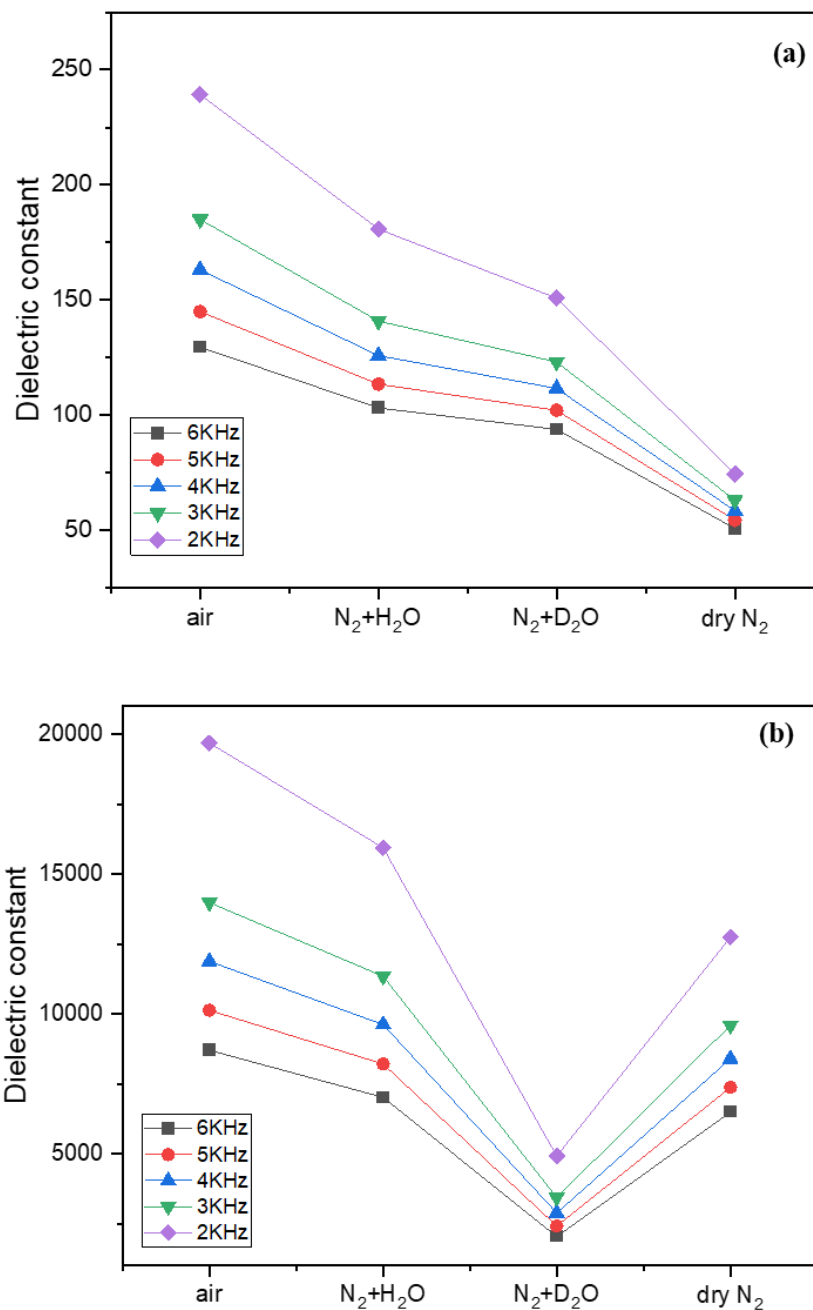 (a)
250
200
150
100
50
Dielectric constant
6KHz
5KHz
4KHz
3KHz
2KHz
air N₂+H₂O N₂+D₂O dry N₂
(b)
20000
15000
10000
5000
Dielectric constant
6KHz
5KHz
4KHz
3KHz
2KHz
air N₂+H₂O N₂+D₂O dry N₂